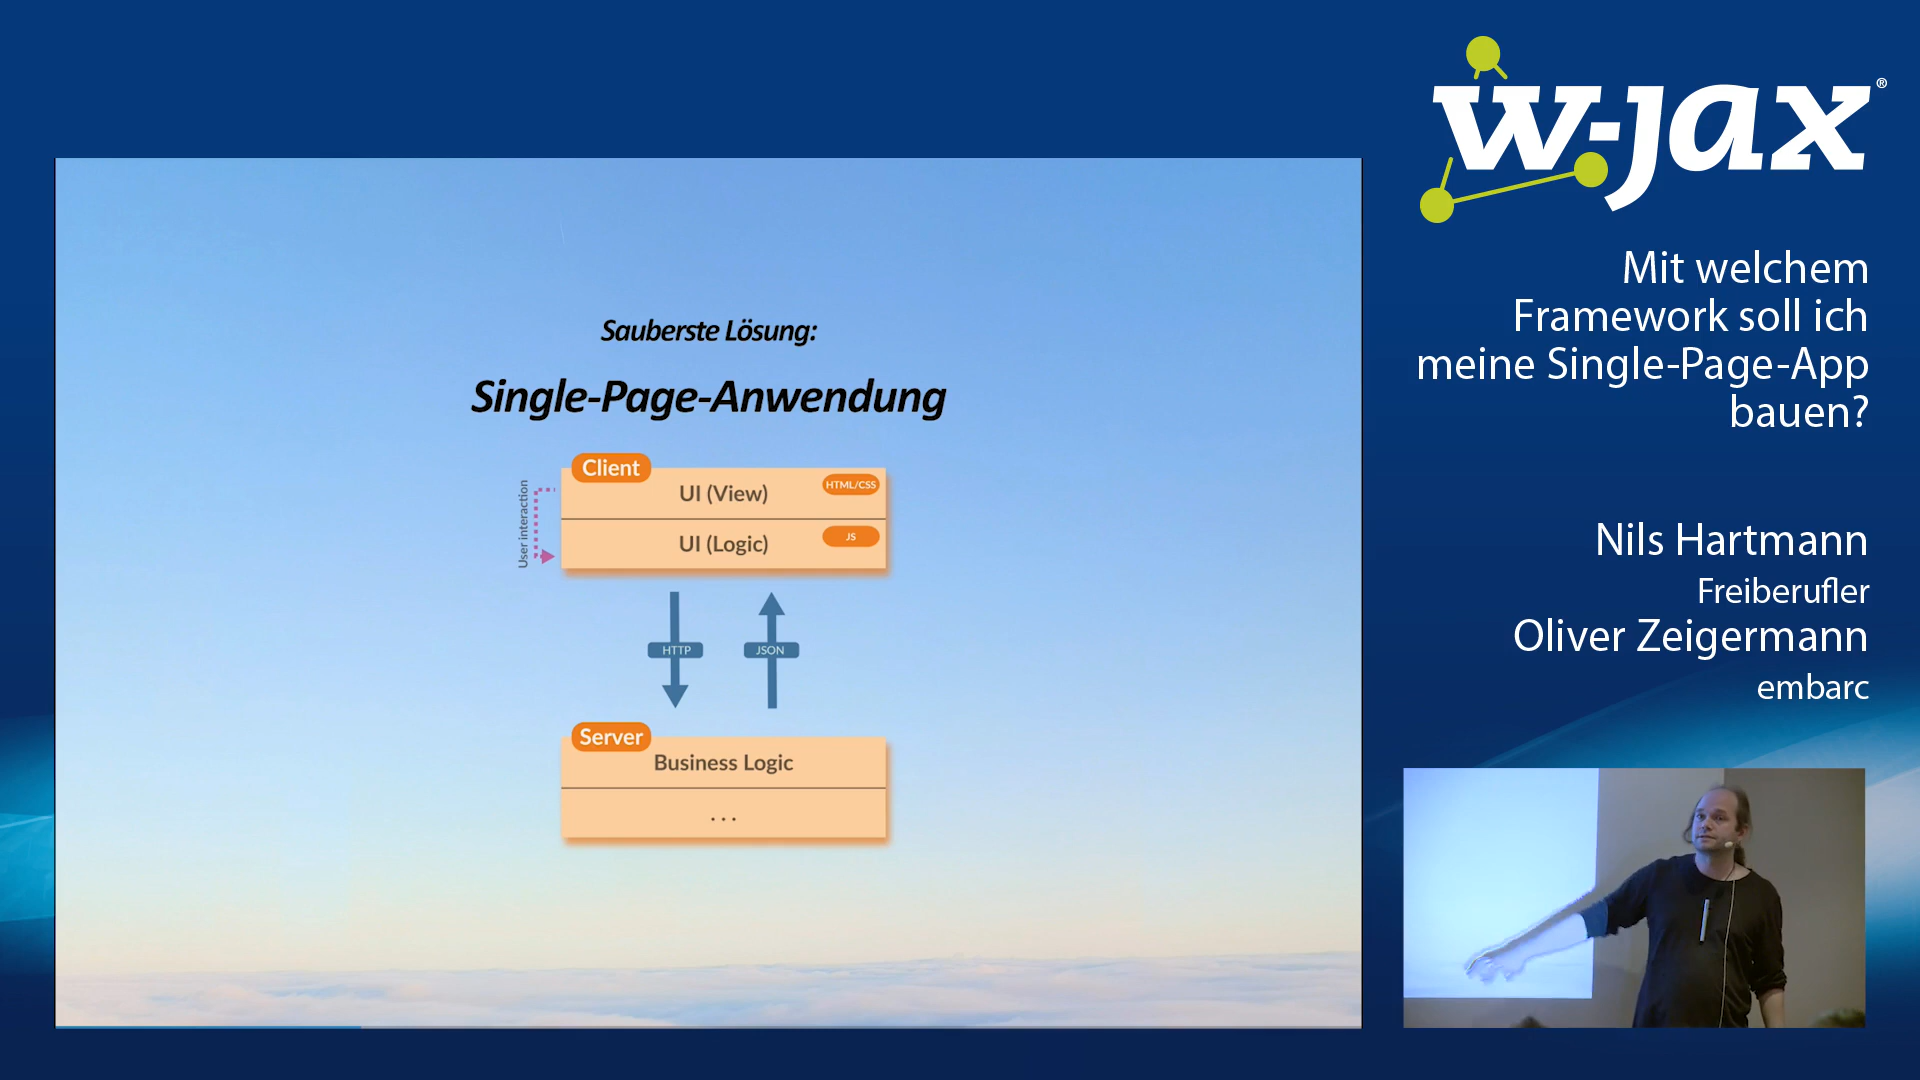 w-jax®
Mit welchem
Framework soll ich
meine Single-Page-App
bauen?
Nils Hartmann
Freiberufler
Oliver Zeigermann
embarc
Sauberste Lösung:
Single-Page-Anwendung
Client
UI (View)
HTML/CSS
UI (Logic)
JS
User interaction
HTTP
JSON
Server
Business Logic
...